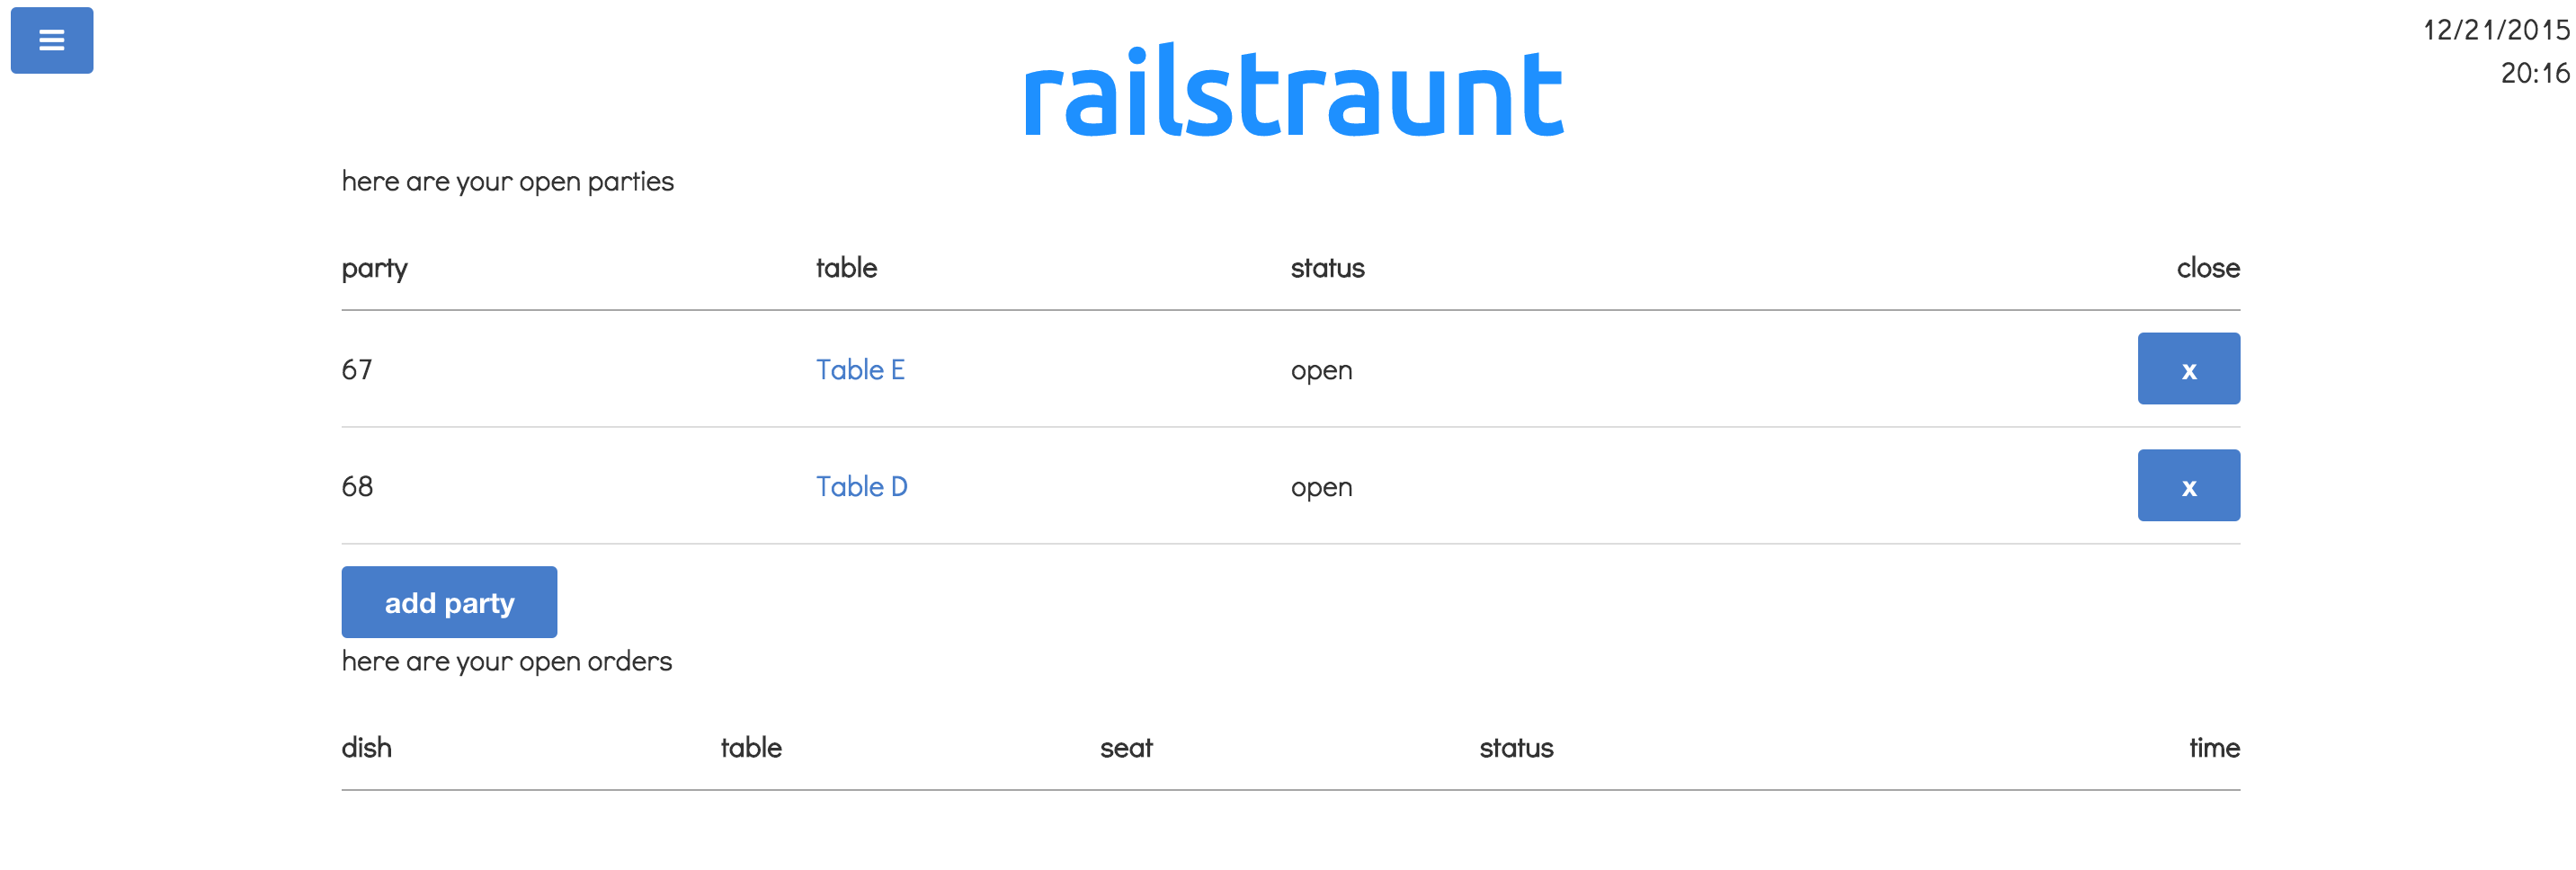 12/21/2015
20:16
railstraunt
here are your open parties
party table status close
67 Table E open x
68 Table D open x
add party
here are your open orders
dish table seat status time